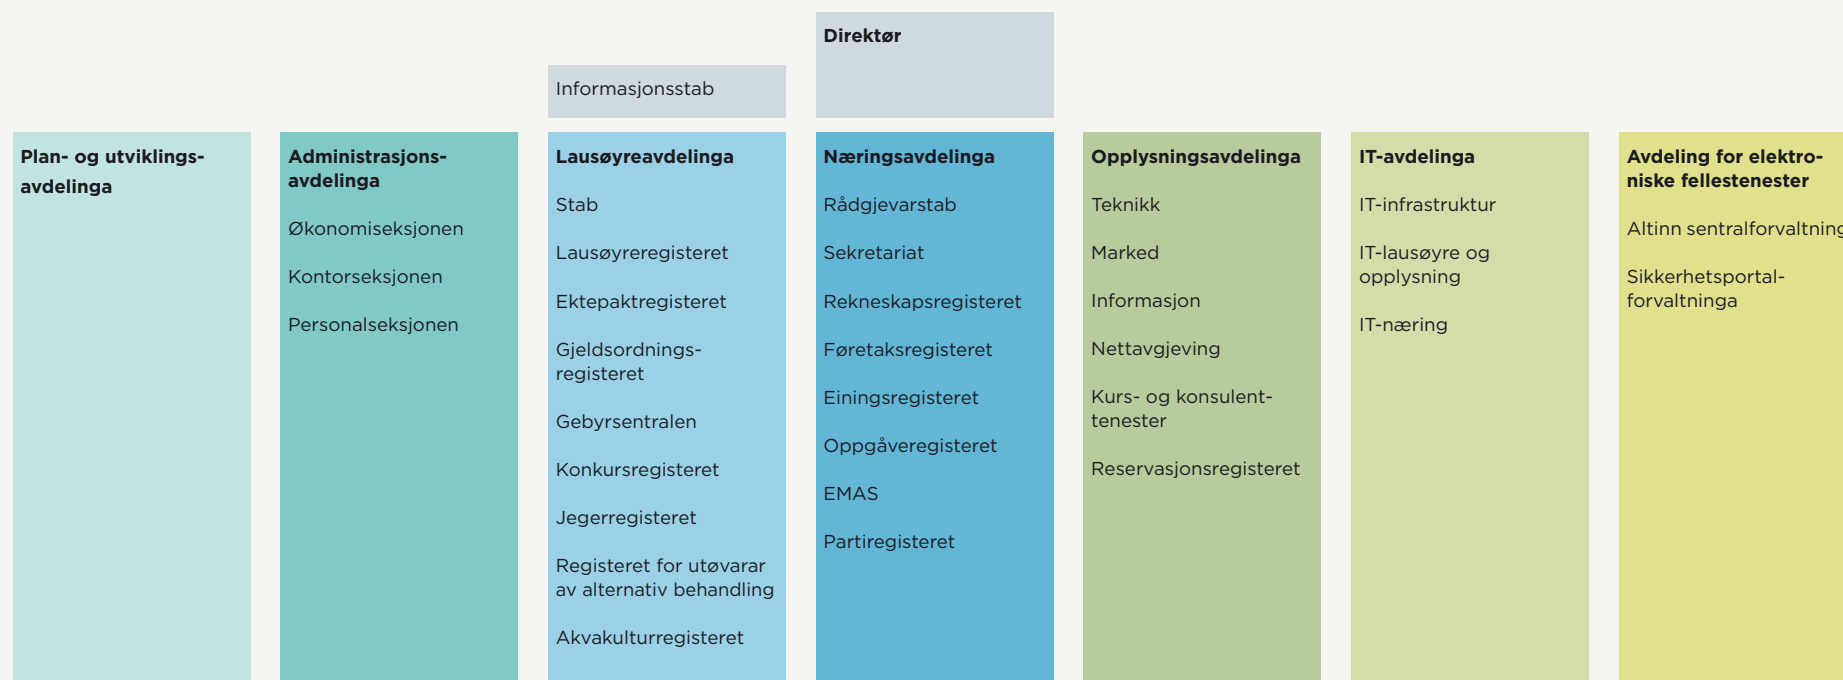 Direktør
Informasjonsstab
Plan- og utviklings-
avdelinga
Administrasjons-
avdelinga
Økonomiseksjonen
Kontorseksjonen
Personalseksjonen
Lausøyreavdelinga
Stab
Lausøyreregisteret
Ektepaktregisteret
Gjeldsordnings-
registeret
Gebyrsentralen
Konkursregisteret
Jegerregisteret
Registeret for utøvarar
av alternativ behandling
Akvakulturregisteret
Næringsavdelinga
Rådgjevarstab
Sekretariat
Rekneskapsregisteret
Føretaksregisteret
Einingsregisteret
Oppgåveregisteret
EMAS
Partiregisteret
Opplysningsavdelinga
Teknikk
Marked
Informasjon
Nettavgjeving
Kurs- og konsulent-
tenester
Reservasjonsregisteret
IT-avdelinga
IT-infrastruktur
IT-lausøyre og
opplysning
IT-næring
Avdeling for elektro-
niske fellestenester
Altinn sentralforvaltning
Sikkerhetsportal-
forvaltninga